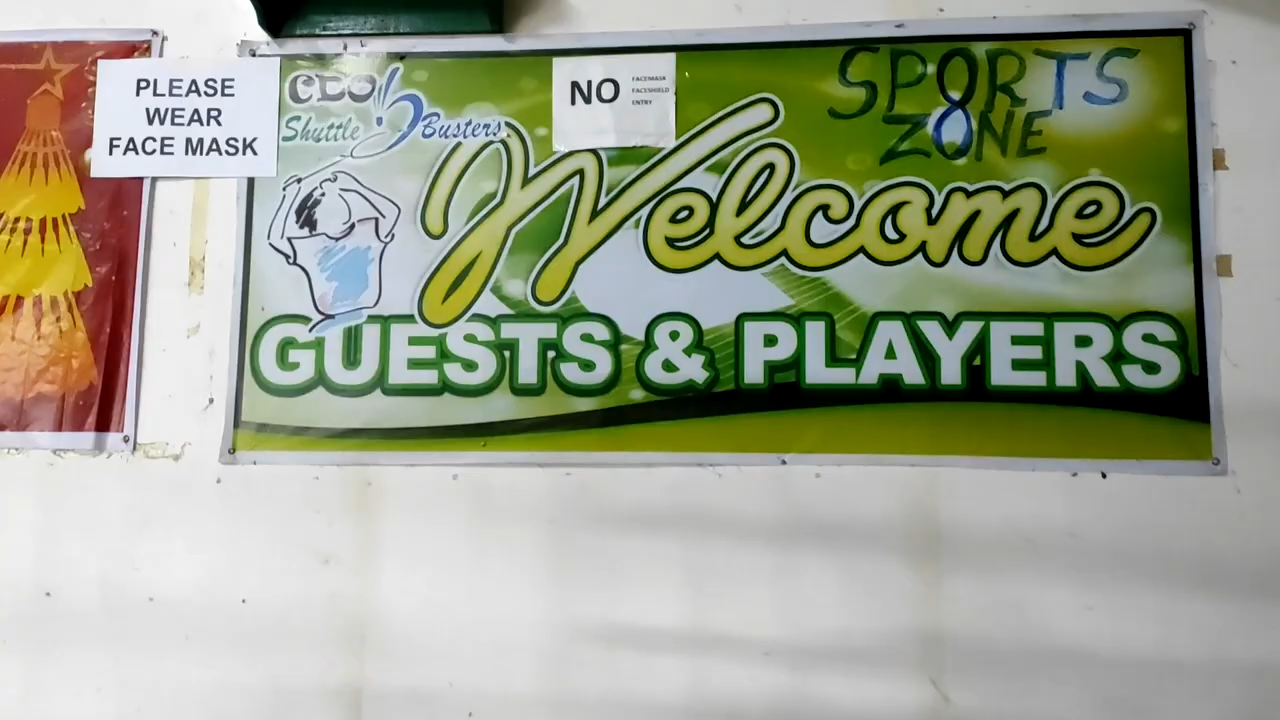 PLEASE
WEAR
FACE MASK
CDO
Shuttle Busters
NO
FACEMASK
FACESHIELD
ENTRY
SPORTS
ZONE
Welcome
GUESTS & PLAYERS